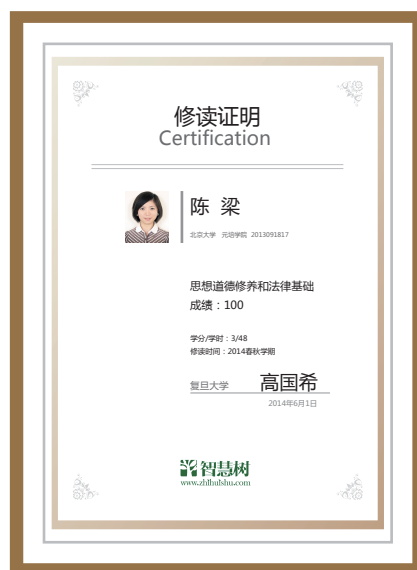 修读证明
Certification
陈 梁
北京大学 元培学院 2013091817
思想道德修养和法律基础
成绩：100
学分/学时：3/48
修读时间：2014春秋学期
复旦大学 高国希
2014年6月1日
智慧树
www.zhihuishu.com